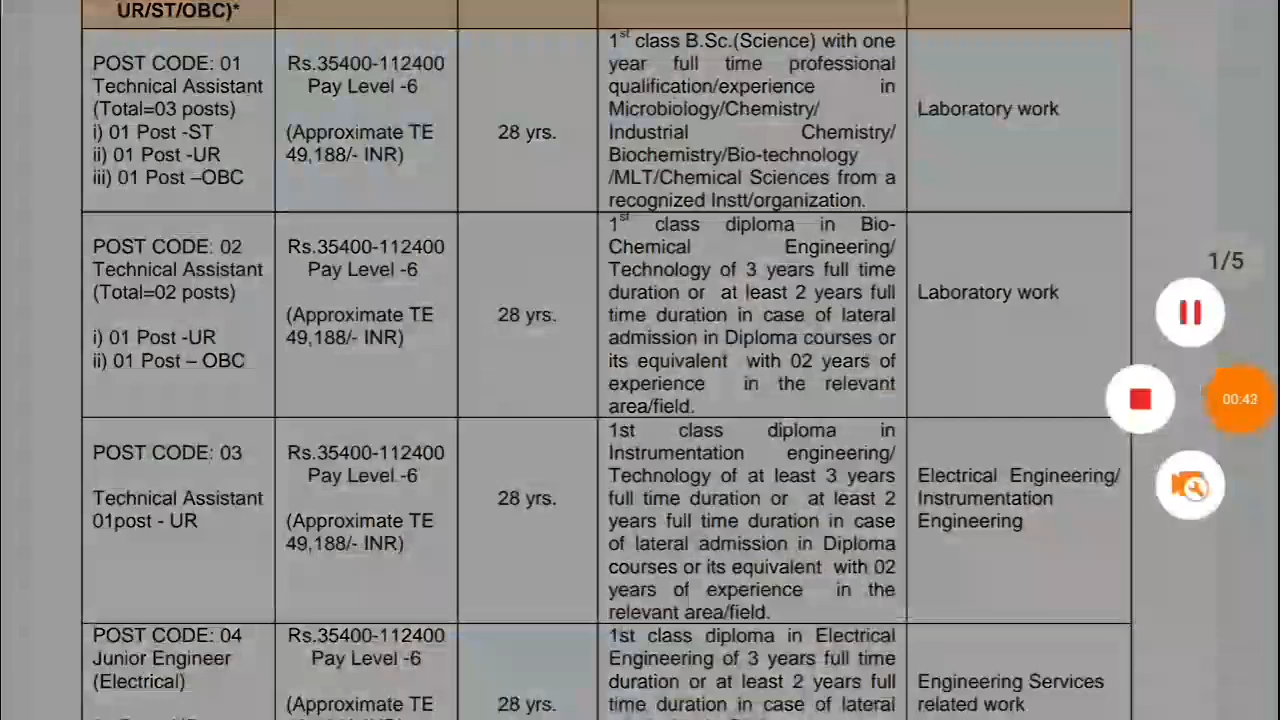 UR/ST/OBC)*
POST CODE: 01
Technical Assistant
(Total=03 posts)
i) 01 Post -ST
ii) 01 Post -UR
iii) 01 Post –OBC
Rs.35400-112400
Pay Level -6
(Approximate TE
49,188/- INR)
28 yrs.
1st class B.Sc.(Science) with one
year full time professional
qualification/experience in
Microbiology/Chemistry/
Industrial Chemistry/
Biochemistry/Bio-technology
/MLT/Chemical Sciences from a
recognized Instt/organization.
Laboratory work
POST CODE: 02
Technical Assistant
(Total=02 posts)
i) 01 Post -UR
ii) 01 Post – OBC
Rs.35400-112400
Pay Level -6
(Approximate TE
49,188/- INR)
28 yrs.
1st class diploma in Bio-
Chemical Engineering/
Technology of 3 years full time
duration or at least 2 years full
time duration in case of lateral
admission in Diploma courses or
its equivalent with 02 years of
experience in the relevant
area/field.
Laboratory work
POST CODE: 03
Technical Assistant
01post - UR
Rs.35400-112400
Pay Level -6
(Approximate TE
49,188/- INR)
28 yrs.
1st class diploma in
Instrumentation engineering/
Technology of at least 3 years
full time duration or at least 2
years full time duration in case
of lateral admission in Diploma
courses or its equivalent with 02
years of experience in the
relevant area/field.
Electrical Engineering/
Instrumentation
Engineering
POST CODE: 04
Junior Engineer
(Electrical)
Rs.35400-112400
Pay Level -6
(Approximate TE
28 yrs.
1st class diploma in Electrical
Engineering of 3 years full time
duration or at least 2 years full
time duration in case of lateral
Engineering Services
related work
1/5
00:43